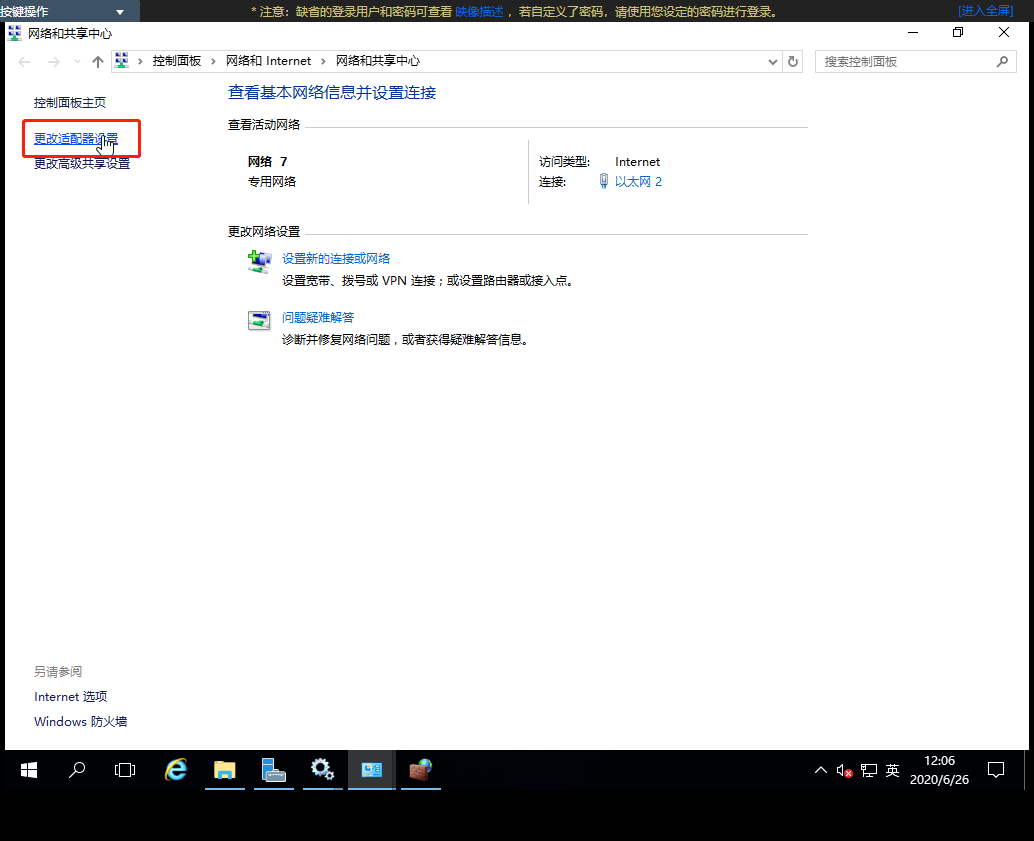 按键操作
* 注意：缺省的登录用户和密码可查看 映像描述 ，若自定义了密码，请使用您设定的密码进行登录。
[进入全屏]
网络和共享中心
控制面板 › 网络和 Internet › 网络和共享中心
搜索控制面板
控制面板主页
更改适配器设置
更改高级共享设置
查看基本网络信息并设置连接
查看活动网络
网络 7
专用网络
访问类型: Internet
连接: 以太网 2
更改网络设置
设置新的连接或网络
设置宽带、拨号或 VPN 连接；或设置路由器或接入点。
问题疑难解答
诊断并修复网络问题，或者获得疑难解答信息。
另请参阅
Internet 选项
Windows 防火墙
英
12:06
2020/6/26